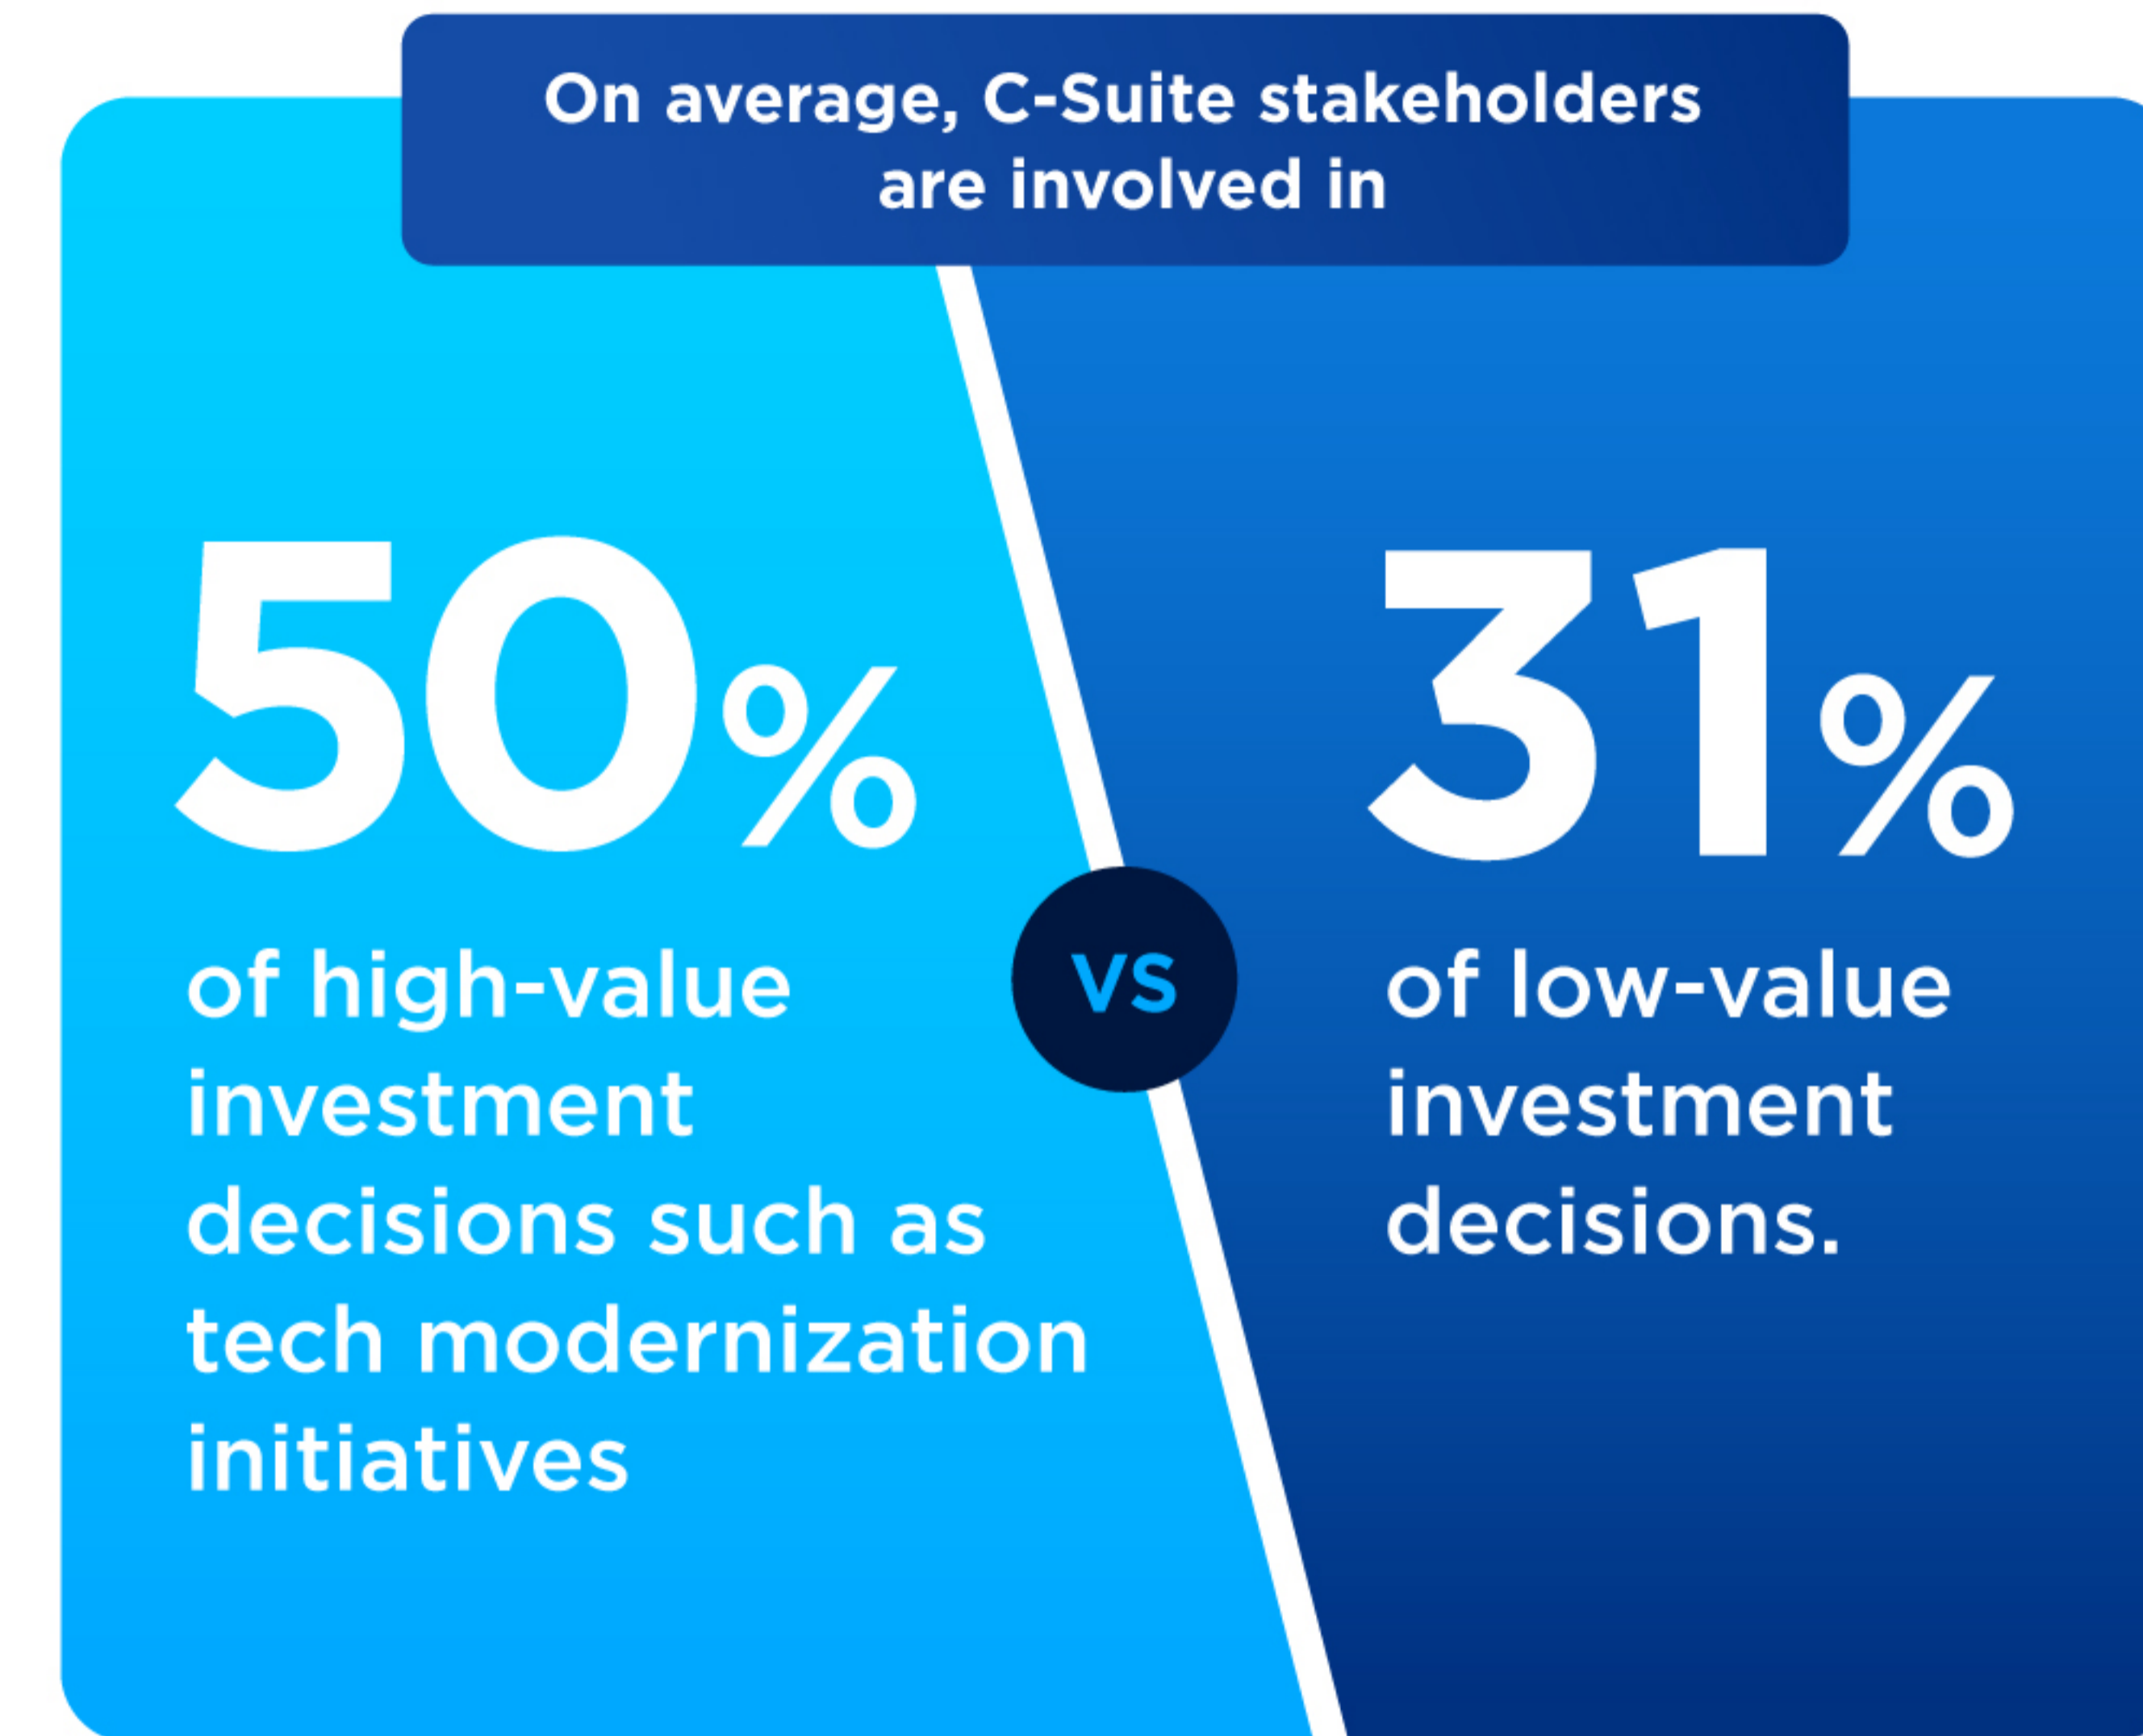 On average, C-Suite stakeholders
are involved in
50%
of high-value
investment
decisions such as
tech modernization
initiatives
vs
31%
of low-value
investment
decisions.